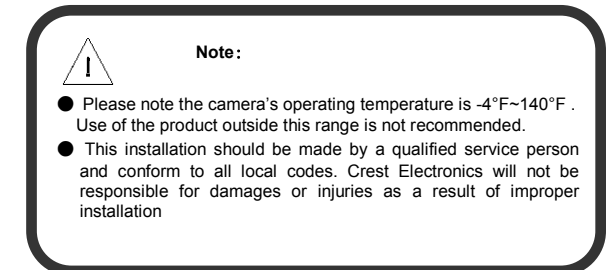 Note：
● Please note the camera’s operating temperature is -4°F~140°F .
Use of the product outside this range is not recommended.
● This installation should be made by a qualified service person
and conform to all local codes. Crest Electronics will not be
responsible for damages or injuries as a result of improper
installation